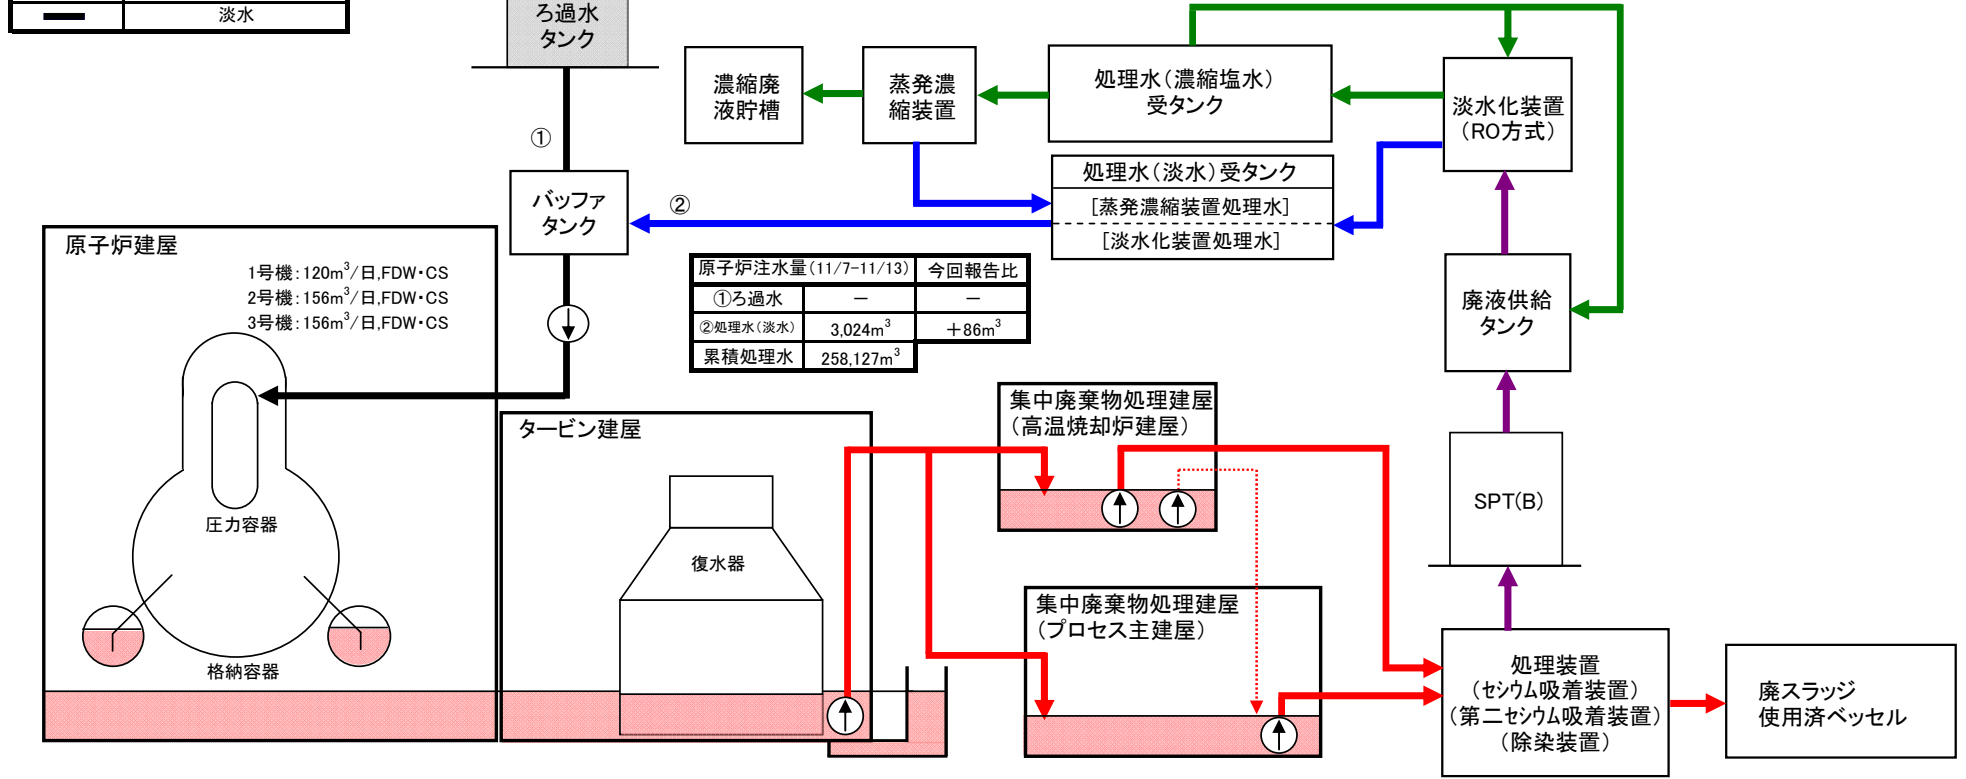 淡水
ろ過水
タンク
濃縮廃
液貯槽
蒸発濃
縮装置
処理水(濃縮塩水)
受タンク
淡水化装置
(RO方式)
①
処理水(淡水)受タンク
[蒸発濃縮装置処理水]
[淡水化装置処理水]
バッファ
タンク
②
原子炉建屋
1号機:120m³/日,FDW・CS
2号機:156m³/日,FDW・CS
3号機:156m³/日,FDW・CS
原子炉注水量(11/7-11/13) 今回報告比
①ろ過水 － －
②処理水(淡水) 3,024m³ ＋86m³
累積処理水 258,127m³
廃液供給
タンク
圧力容器
格納容器
タービン建屋
復水器
集中廃棄物処理建屋
(高温焼却炉建屋)
SPT(B)
集中廃棄物処理建屋
(プロセス主建屋)
処理装置
(セシウム吸着装置)
(第二セシウム吸着装置)
(除染装置)
廃スラッジ
使用済ベッセル